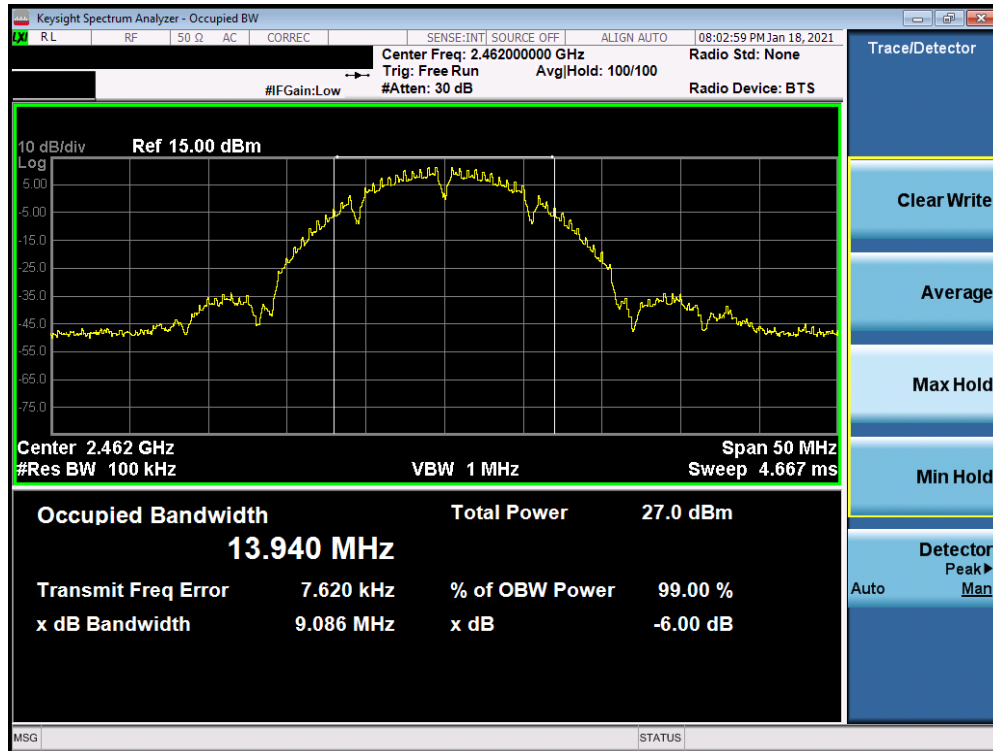 Keysight Spectrum Analyzer - Occupied BW
LXI RL RF 50 Ω AC CORREC SENSE:INT SOURCE OFF ALIGN AUTO 08:02:59 PM Jan 18, 2021
Center Freq: 2.462000000 GHz Radio Std: None
Trig: Free Run Avg|Hold: 100/100
#IFGain:Low #Atten: 30 dB Radio Device: BTS
Trace/Detector
10 dB/div Ref 15.00 dBm
Log
5.00
-5.00
-15.0
-25.0
-35.0
-45.0
-55.0
-65.0
-75.0
Center 2.462 GHz Span 50 MHz
#Res BW 100 kHz VBW 1 MHz Sweep 4.667 ms
Occupied Bandwidth Total Power 27.0 dBm
13.940 MHz
Transmit Freq Error 7.620 kHz % of OBW Power 99.00 %
x dB Bandwidth 9.086 MHz x dB -6.00 dB
Clear Write
Average
Max Hold
Min Hold
Detector
Peak▶
Auto Man
MSG STATUS